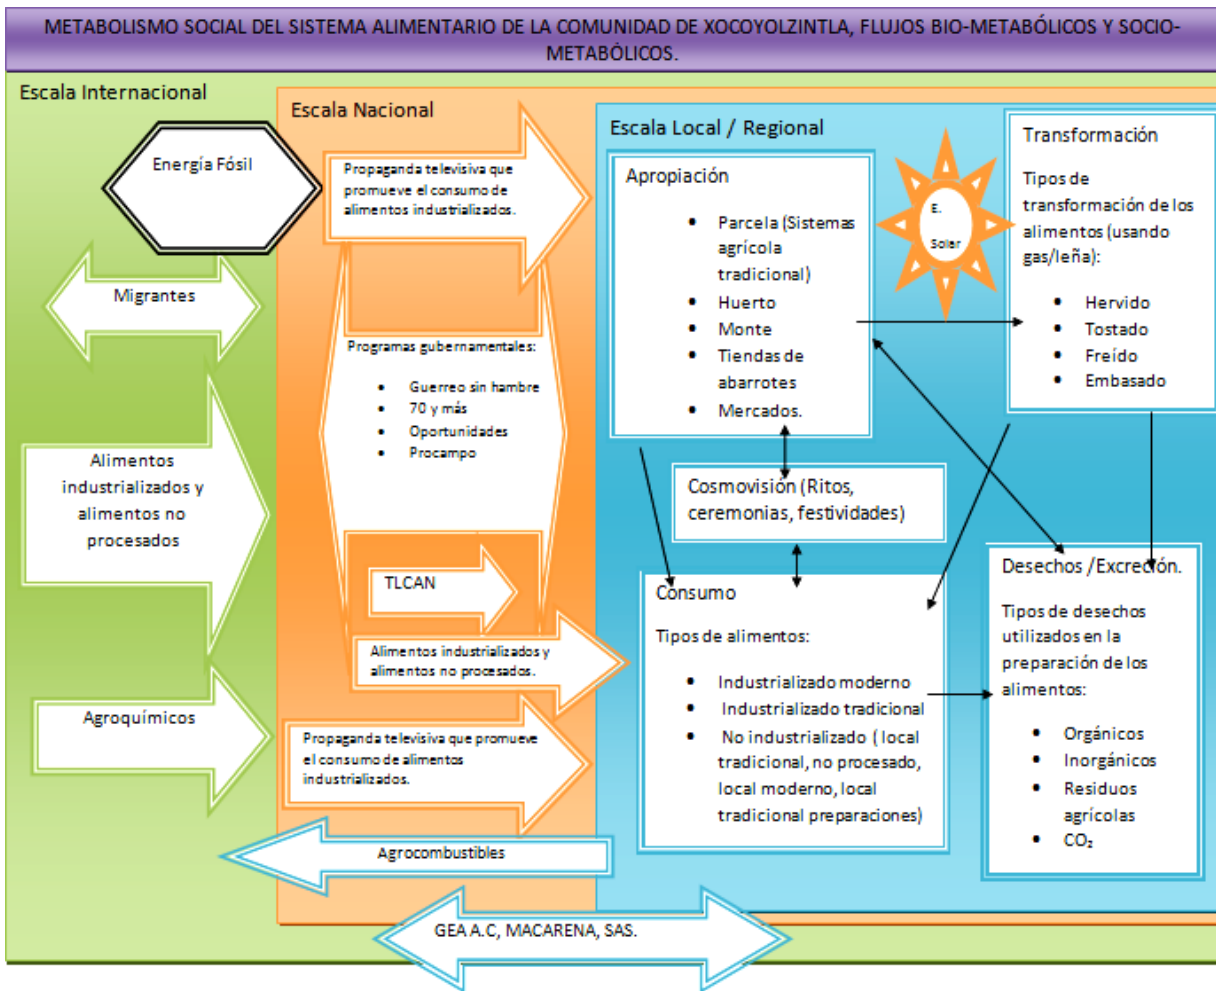 METABOLISMO SOCIAL DEL SISTEMA ALIMENTARIO DE LA COMUNIDAD DE XOCOYOLZINTLA, FLUJOS BIO-METABÓLICOS Y SOCIO-
METABÓLICOS.
Escala Internacional
Energía Fósil
Migrantes
Alimentos
industrializados y
alimentos no
procesados
Agroquímicos
Escala Nacional
Propaganda televisiva que
promueve el consumo de
alimentos industrializados.
Programas gubernamentales:
• Guerreo sin hambre
• 70 y más
• Oportunidades
• Procampo
TLCAN
Alimentos industrializados y
alimentos no procesados.
Propaganda televisiva que promueve
el consumo de alimentos
industrializados.
Agrocombustibles
GEA A.C, MACARENA, SAS.
Escala Local / Regional
Apropiación
• Parcela (Sistemas
agrícola
tradicional)
• Huerto
• Monte
• Tiendas de
abarrotes
• Mercados.
E.
Solar
Transformación
Tipos de
transformación de los
alimentos (usando
gas/leña):
• Hervido
• Tostado
• Freído
• Embasado
Cosmovisión (Ritos,
ceremonias, festividades)
Consumo
Tipos de alimentos:
• Industrializado moderno
• Industrializado tradicional
• No industrializado ( local
tradicional, no procesado,
local moderno, local
tradicional preparaciones)
Desechos /Excreción.
Tipos de desechos
utilizados en la
preparación de los
alimentos:
• Orgánicos
• Inorgánicos
• Residuos
agrícolas
• CO₂